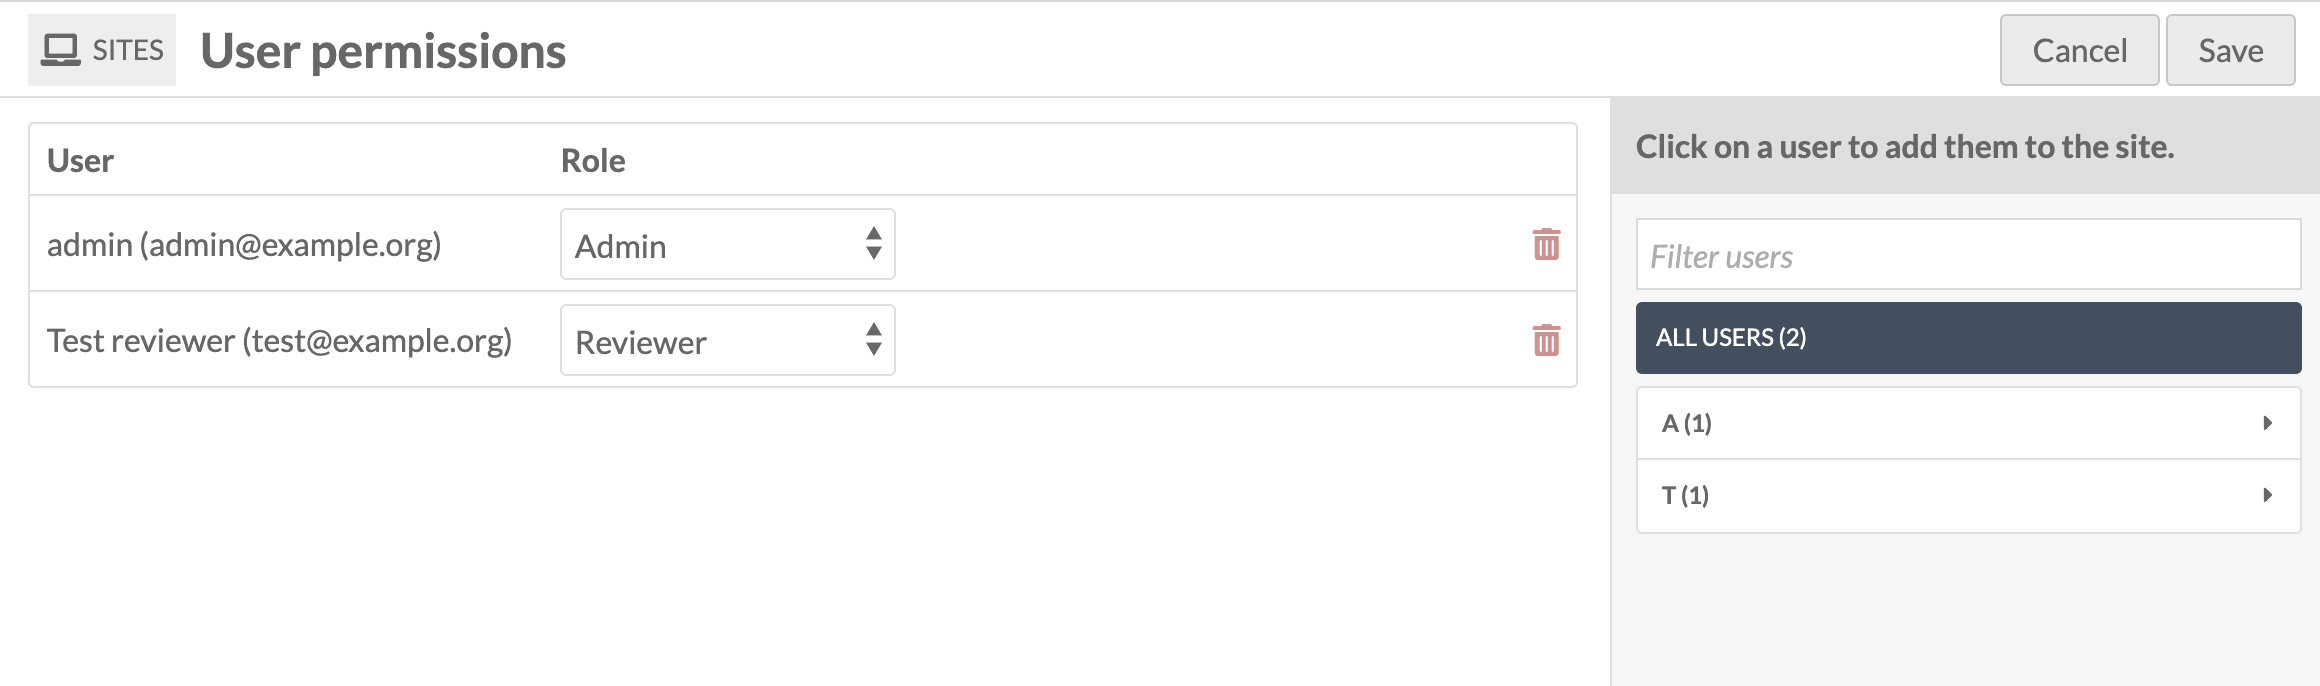 SITES User permissions Cancel Save
User Role
admin (admin@example.org) Admin
Test reviewer (test@example.org) Reviewer
Click on a user to add them to the site.
Filter users
ALL USERS (2)
A (1)
T (1)